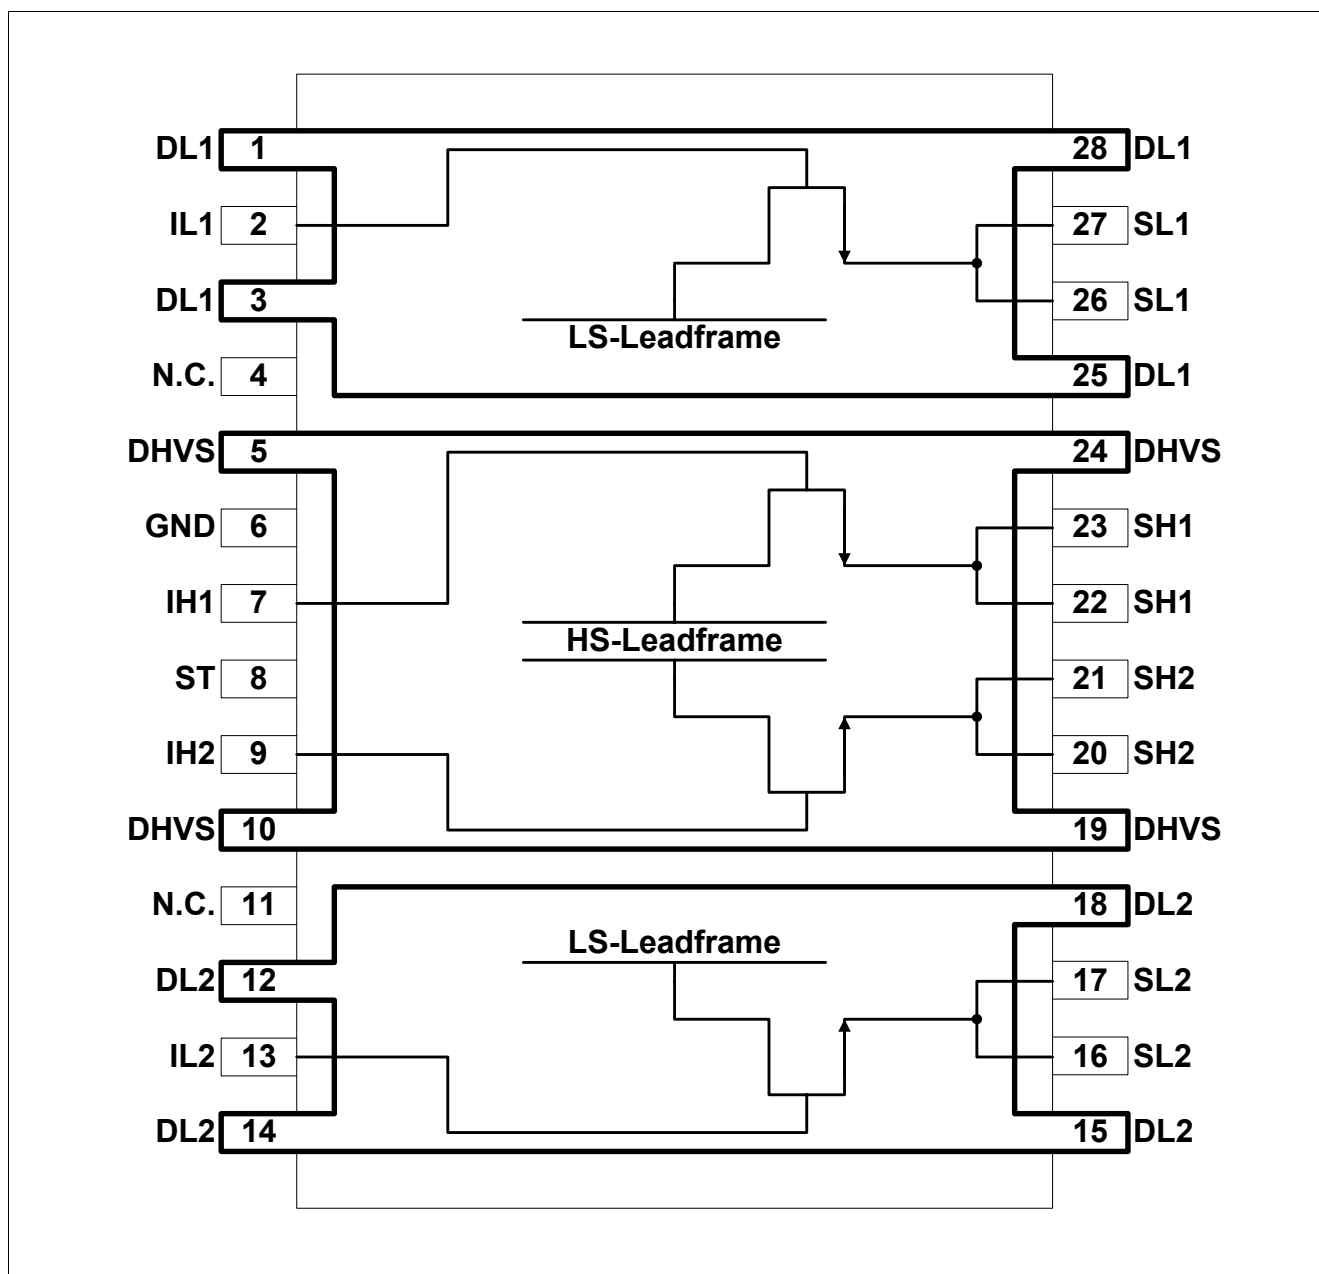 DL1 1 28 DL1
IL1 2 27 SL1
DL1 3 26 SL1
LS-Leadframe
N.C. 4 25 DL1
DHVS 5 24 DHVS
GND 6 23 SH1
IH1 7 22 SH1
HS-Leadframe
ST 8 21 SH2
IH2 9 20 SH2
DHVS 10 19 DHVS
N.C. 11 18 DL2
LS-Leadframe
DL2 12 17 SL2
IL2 13 16 SL2
DL2 14 15 DL2